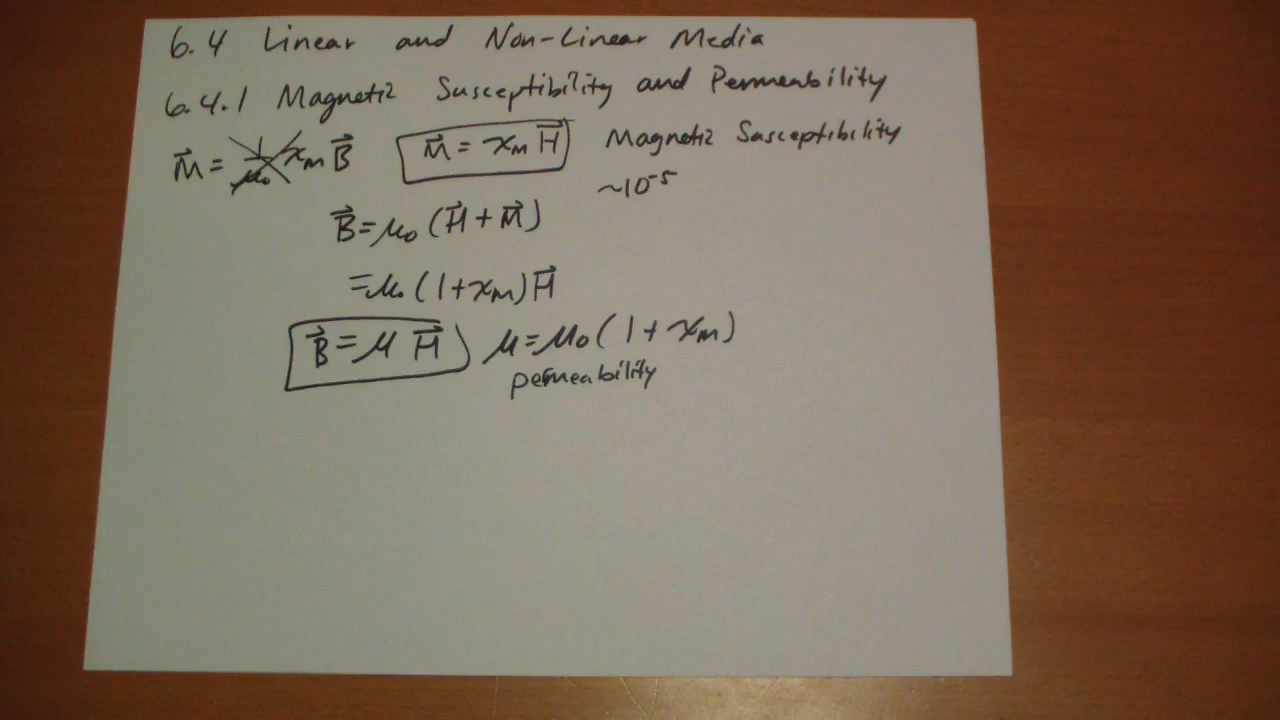 6.4 Linear and Non-Linear Media
6.4.1 Magnetic Susceptibility and Permeability
M⃗ = 1/μ₀ χₘ B⃗ M⃗ = χₘ H⃗ Magnetic Susceptibility
~10⁻⁵
B⃗ = μ₀ (H⃗ + M⃗)
= μ₀ (1 + χₘ) H⃗
B⃗ = μ H⃗ μ = μ₀ (1 + χₘ)
permeability